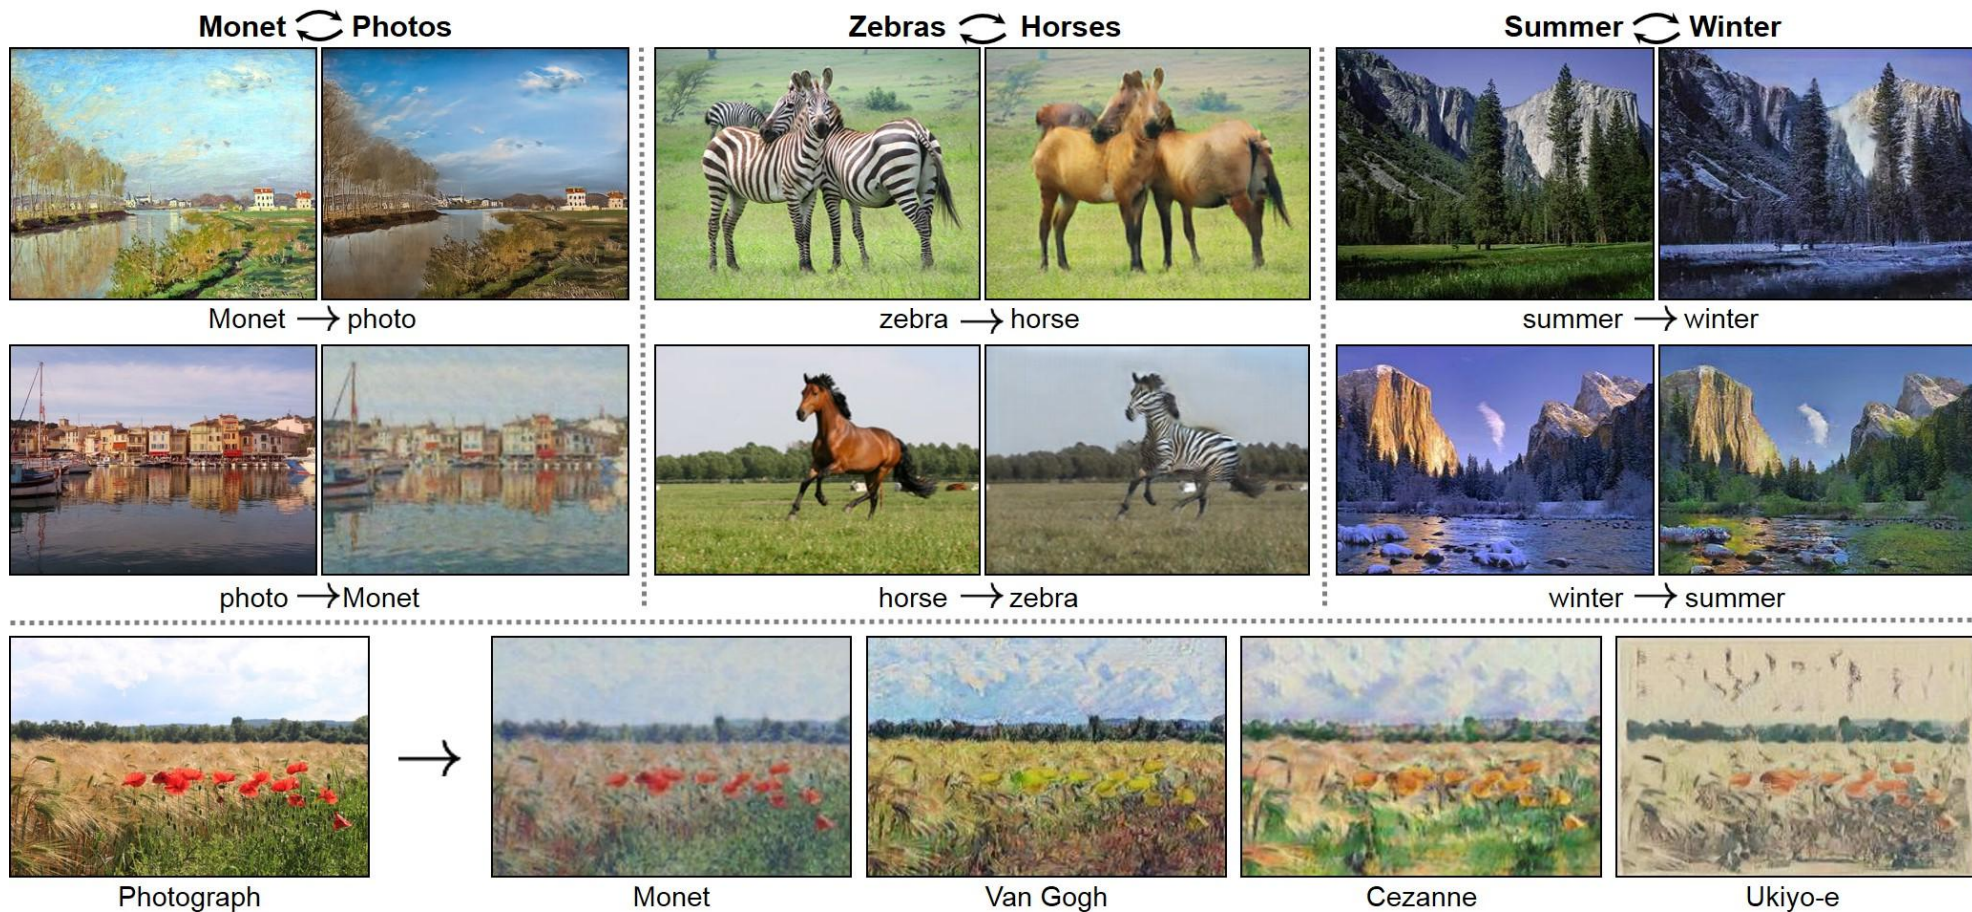 Monet Photos
Zebras Horses
Summer Winter
Monet → photo
zebra → horse
summer → winter
photo → Monet
horse → zebra
winter → summer
Photograph
Monet
Van Gogh
Cezanne
Ukiyo-e